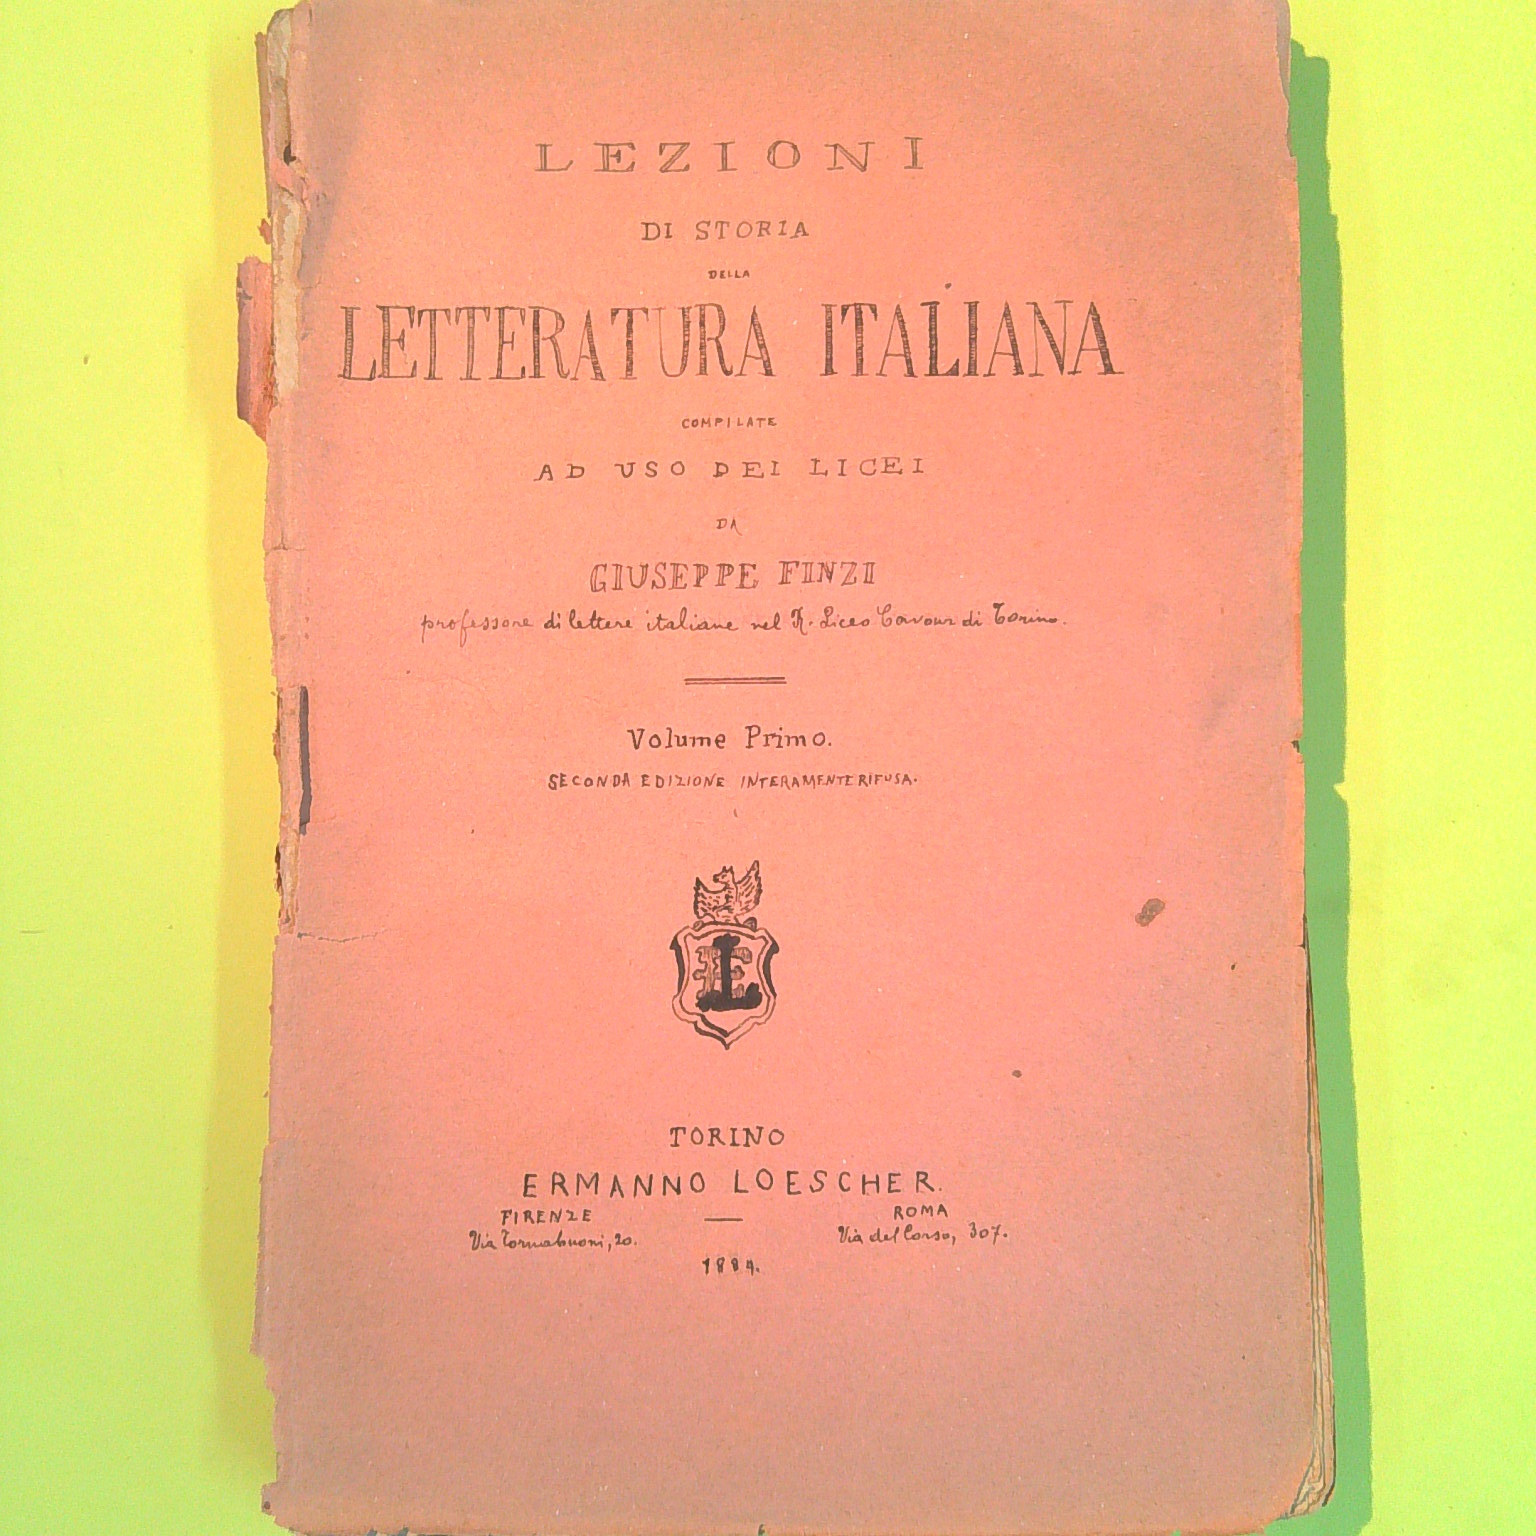 LEZIONI
DI STORIA
DELLA
LETTERATURA ITALIANA
COMPILATE
AD USO DEI LICEI
DA
GIUSEPPE FINZI
professore di lettere italiane nel R. Liceo Cavour di Torino.
Volume Primo.
SECONDA EDIZIONE INTERAMENTE RIFUSA.
LE
TORINO
ERMANNO LOESCHER.
FIRENZE
Via Tornabuoni, 20.
ROMA
Via del Corso, 307.
1884.